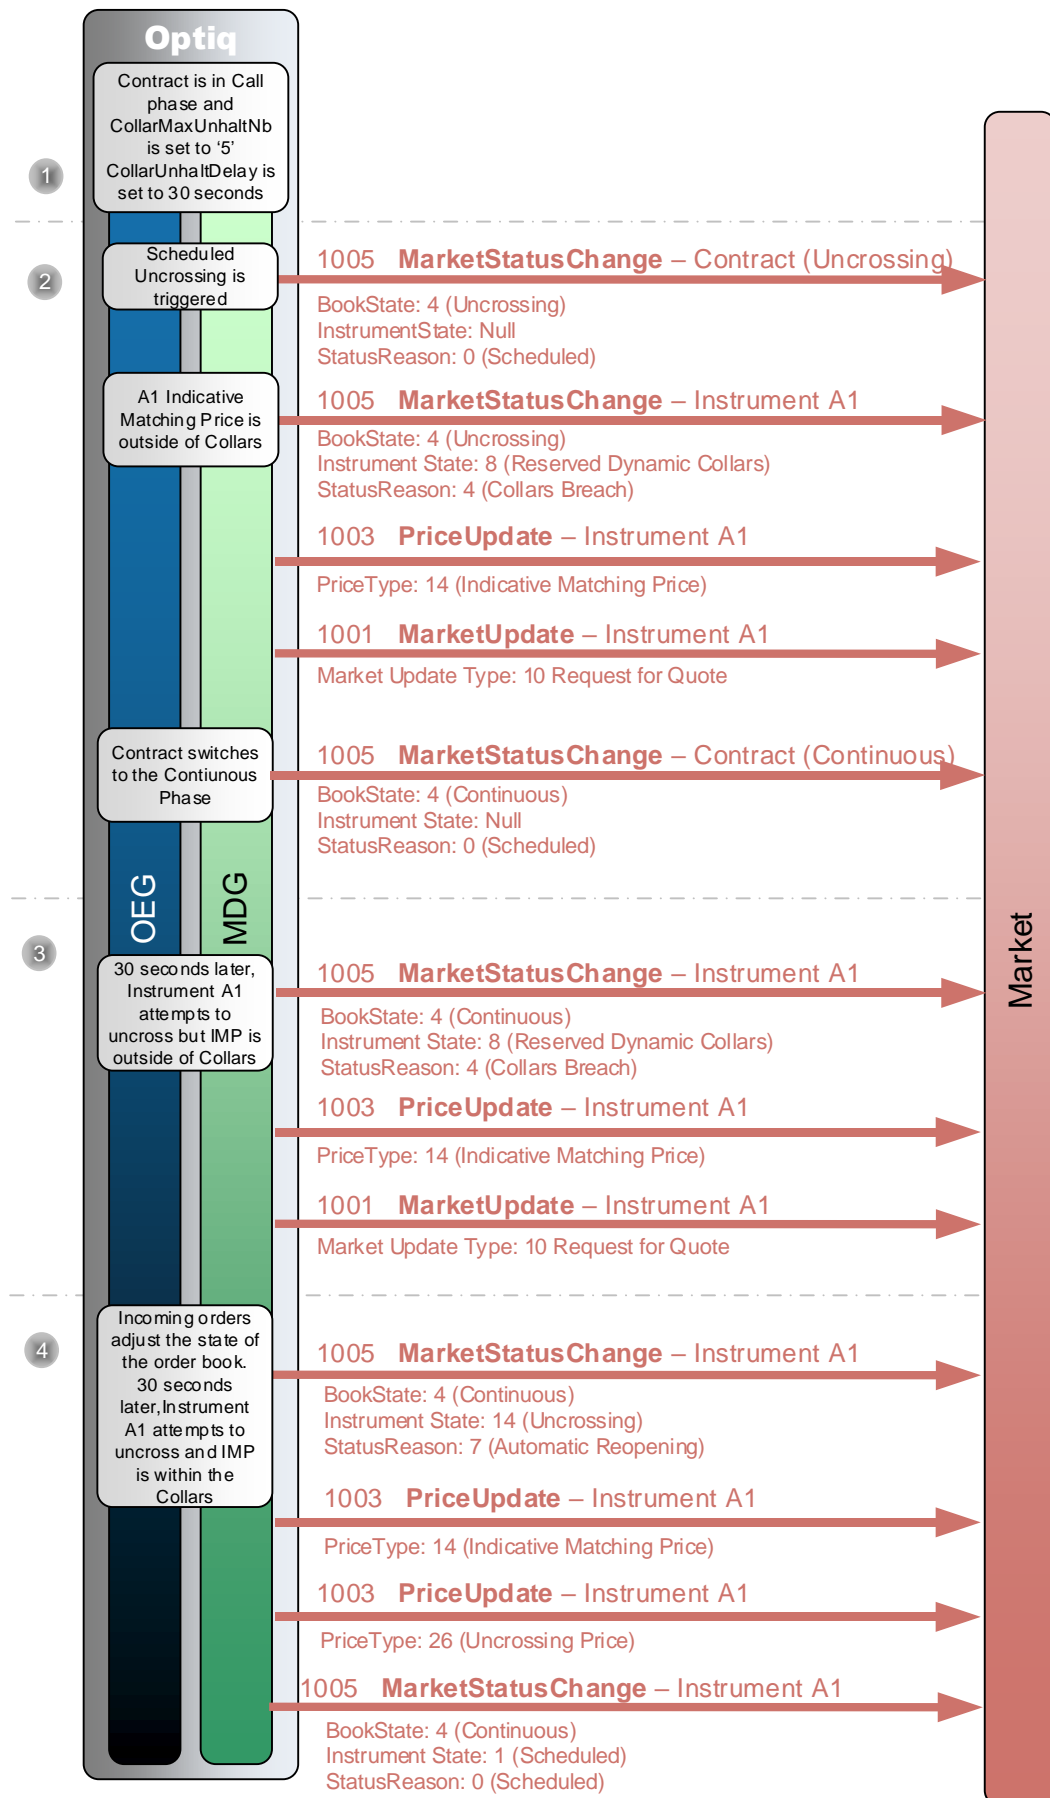 Optiq
Contract is in Call
phase and
CollarMaxUnhaltNb
is set to ‘5’
CollarUnhaltDelay is
set to 30 seconds
1
2
Scheduled
Uncrossing is
triggered
1005 MarketStatusChange – Contract (Uncrossing)
BookState: 4 (Uncrossing)
InstrumentState: Null
StatusReason: 0 (Scheduled)
A1 Indicative
Matching Price is
outside of Collars
1005 MarketStatusChange – Instrument A1
BookState: 4 (Uncrossing)
Instrument State: 8 (Reserved Dynamic Collars)
StatusReason: 4 (Collars Breach)
1003 PriceUpdate – Instrument A1
PriceType: 14 (Indicative Matching Price)
1001 MarketUpdate – Instrument A1
Market Update Type: 10 Request for Quote
Contract switches
to the Contiunous
Phase
1005 MarketStatusChange – Contract (Continuous)
BookState: 4 (Continuous)
Instrument State: Null
StatusReason: 0 (Scheduled)
OEG
MDG
Market
3
30 seconds later,
Instrument A1
attempts to
uncross but IMP is
outside of Collars
1005 MarketStatusChange – Instrument A1
BookState: 4 (Continuous)
Instrument State: 8 (Reserved Dynamic Collars)
StatusReason: 4 (Collars Breach)
1003 PriceUpdate – Instrument A1
PriceType: 14 (Indicative Matching Price)
1001 MarketUpdate – Instrument A1
Market Update Type: 10 Request for Quote
4
Incoming orders
adjust the state of
the order book.
30 seconds
later,Instrument
A1 attempts to
uncross and IMP
is within the
Collars
1005 MarketStatusChange – Instrument A1
BookState: 4 (Continuous)
Instrument State: 14 (Uncrossing)
StatusReason: 7 (Automatic Reopening)
1003 PriceUpdate – Instrument A1
PriceType: 14 (Indicative Matching Price)
1003 PriceUpdate – Instrument A1
PriceType: 26 (Uncrossing Price)
1005 MarketStatusChange – Instrument A1
BookState: 4 (Continuous)
Instrument State: 1 (Scheduled)
StatusReason: 0 (Scheduled)